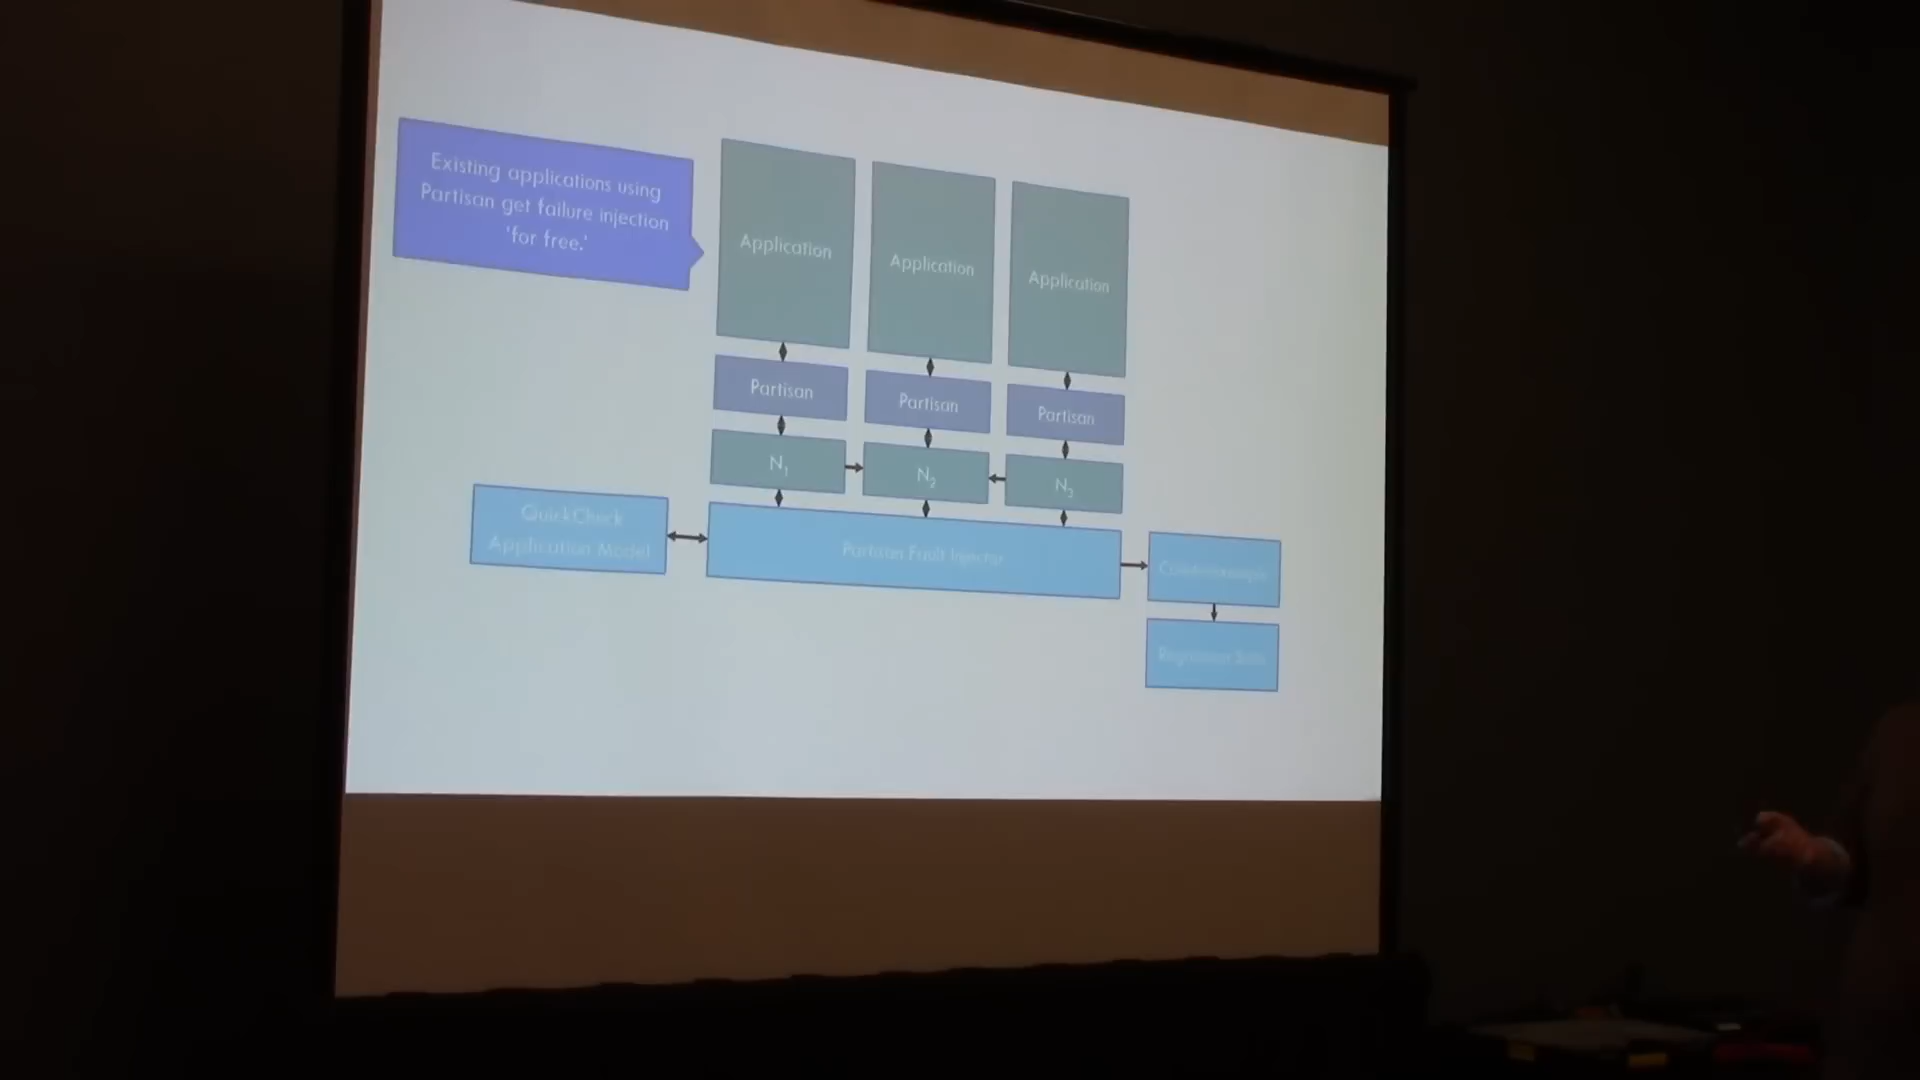 Existing applications using
Partisan get failure injection
'for free.'
Application
Application
Application
Partisan
Partisan
Partisan
N1
N2
N3
QuickCheck
Application Model
Partisan Fault Injector
Counterexample